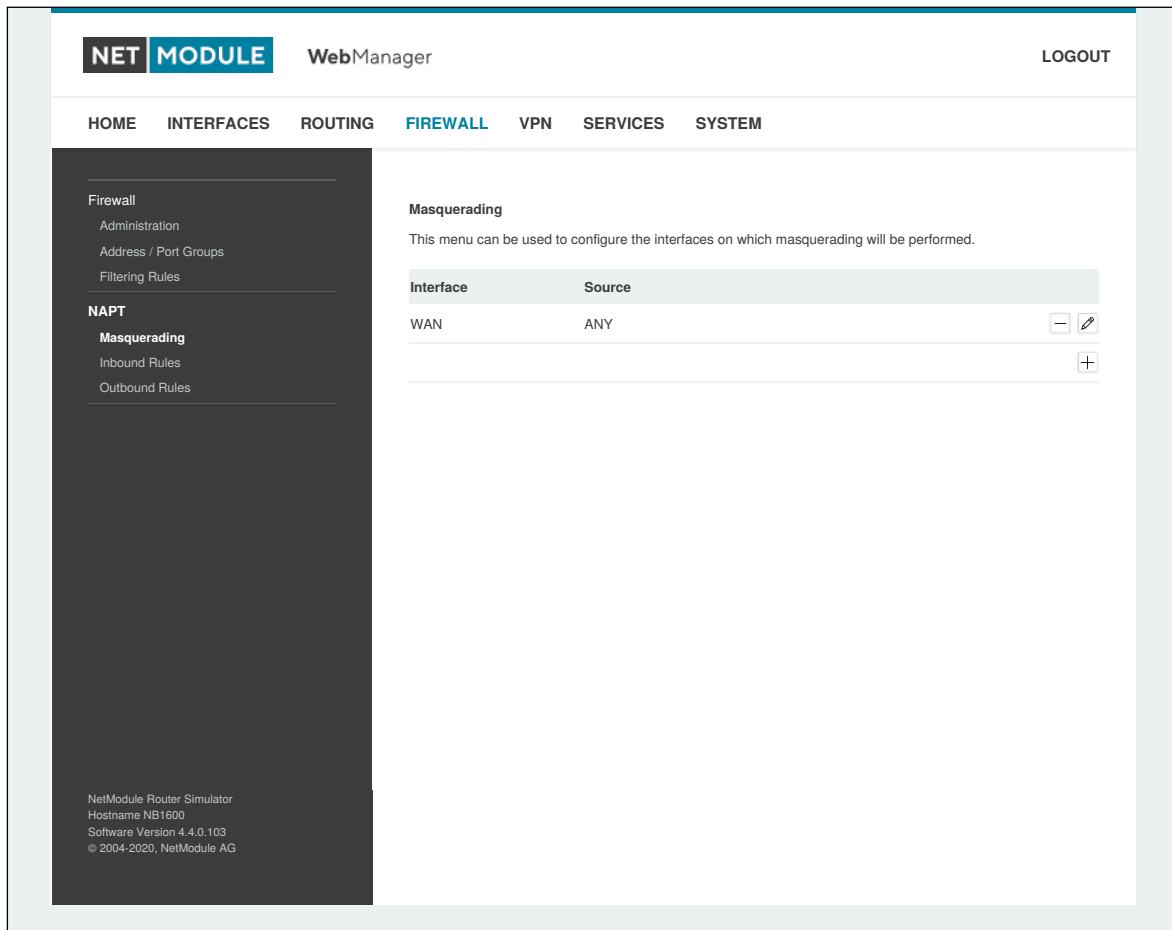 NET MODULE WebManager LOGOUT
HOME INTERFACES ROUTING FIREWALL VPN SERVICES SYSTEM
Firewall
Administration
Address / Port Groups
Filtering Rules
NAPT
Masquerading
Inbound Rules
Outbound Rules
Masquerading
This menu can be used to configure the interfaces on which masquerading will be performed.
Interface Source
WAN ANY
NetModule Router Simulator
Hostname NB1600
Software Version 4.4.0.103
© 2004-2020, NetModule AG